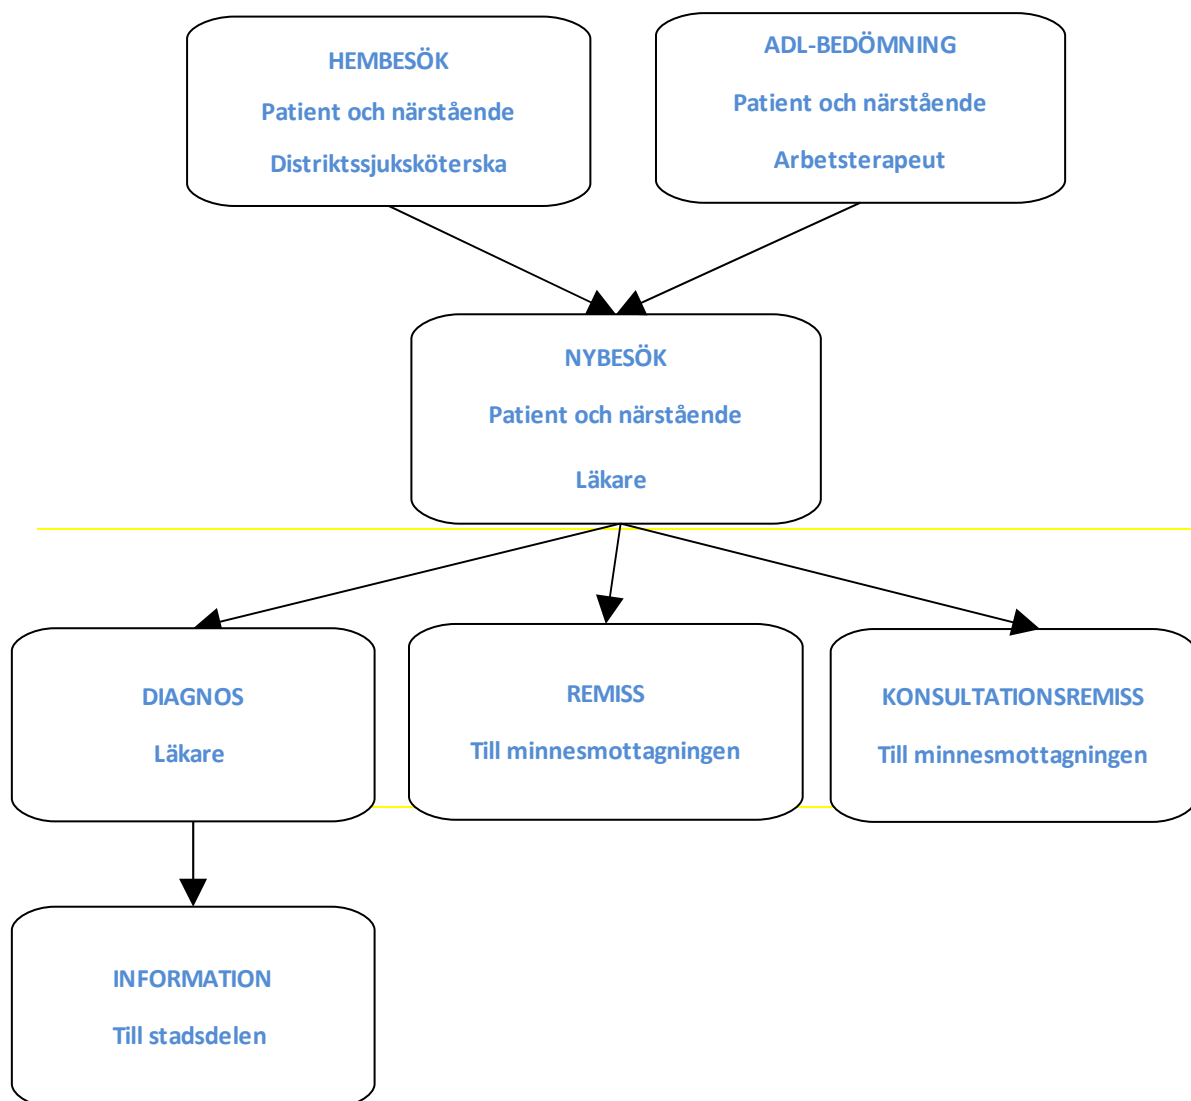 HEMBESÖK
Patient och närstående
Distriktssjuksköterska
ADL-BEDÖMNING
Patient och närstående
Arbetsterapeut
NYBESÖK
Patient och närstående
Läkare
DIAGNOS
Läkare
REMISS
Till minnesmottagningen
KONSULTATIONSREMISS
Till minnesmottagningen
INFORMATION
Till stadsdelen